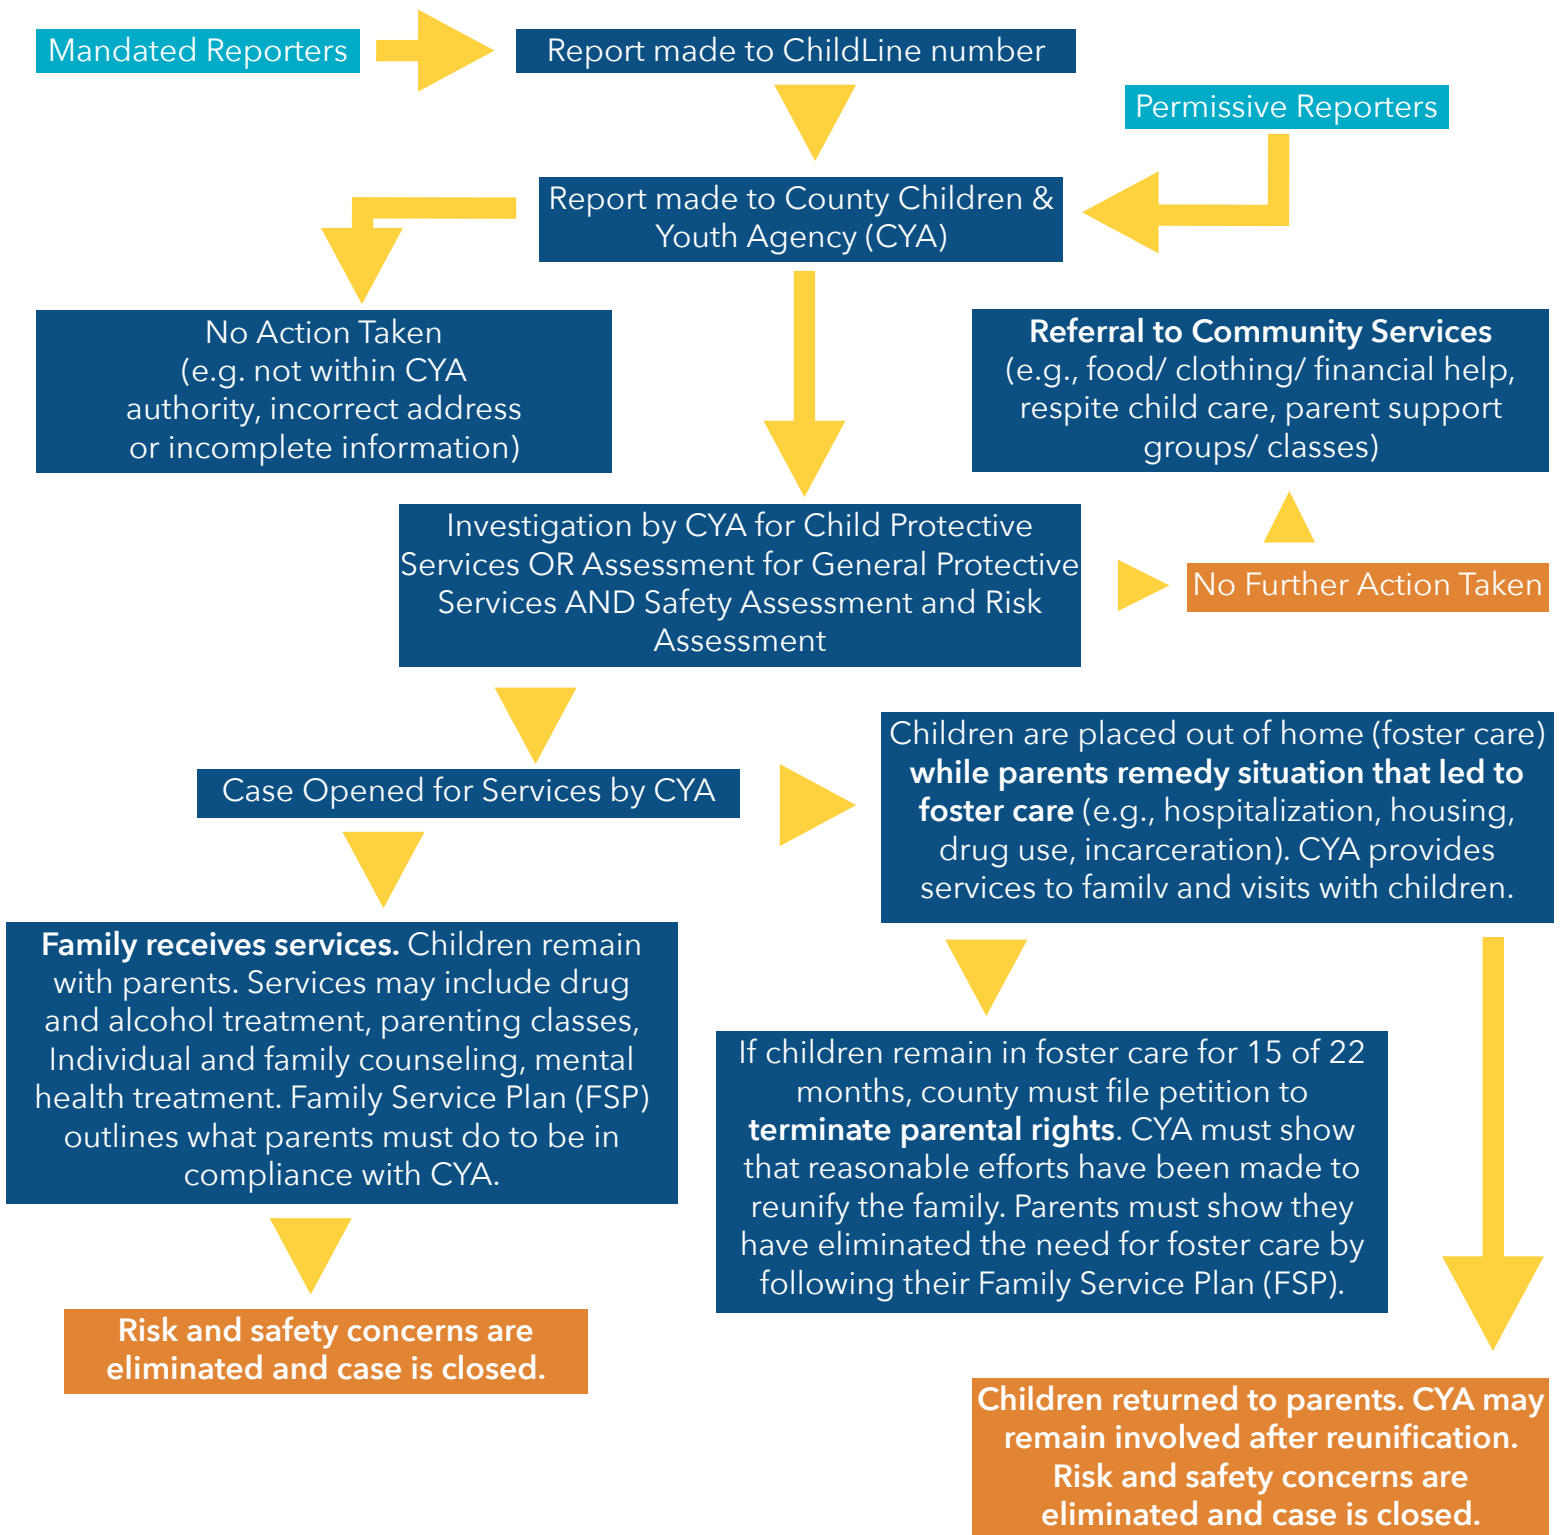 Mandated Reporters
Report made to ChildLine number
Permissive Reporters
Report made to County Children &
Youth Agency (CYA)
No Action Taken
(e.g. not within CYA
authority, incorrect address
or incomplete information)
Referral to Community Services
(e.g., food/ clothing/ financial help,
respite child care, parent support
groups/ classes)
Investigation by CYA for Child Protective
Services OR Assessment for General Protective
Services AND Safety Assessment and Risk
Assessment
No Further Action Taken
Case Opened for Services by CYA
Children are placed out of home (foster care)
while parents remedy situation that led to
foster care (e.g., hospitalization, housing,
drug use, incarceration). CYA provides
services to family and visits with children.
Family receives services. Children remain
with parents. Services may include drug
and alcohol treatment, parenting classes,
Individual and family counseling, mental
health treatment. Family Service Plan (FSP)
outlines what parents must do to be in
compliance with CYA.
If children remain in foster care for 15 of 22
months, county must file petition to
terminate parental rights. CYA must show
that reasonable efforts have been made to
reunify the family. Parents must show they
have eliminated the need for foster care by
following their Family Service Plan (FSP).
Risk and safety concerns are
eliminated and case is closed.
Children returned to parents. CYA may
remain involved after reunification.
Risk and safety concerns are
eliminated and case is closed.